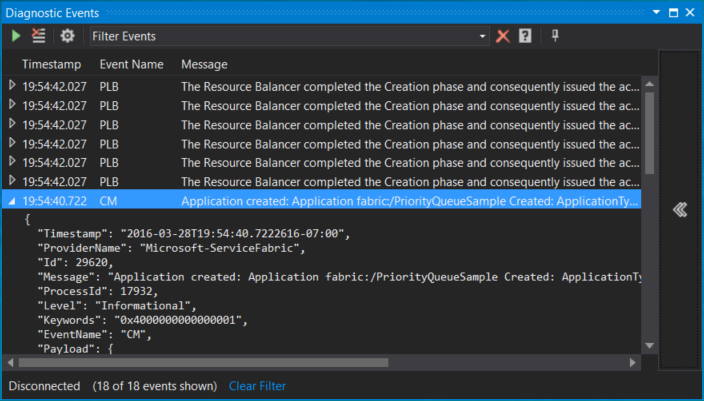 Diagnostic Events
Filter Events
Timestamp Event Name Message
19:54:42.027 PLB The Resource Balancer completed the Creation phase and consequently issued the ac...
19:54:42.027 PLB The Resource Balancer completed the Creation phase and consequently issued the ac...
19:54:42.027 PLB The Resource Balancer completed the Creation phase and consequently issued the ac...
19:54:42.027 PLB The Resource Balancer completed the Creation phase and consequently issued the ac...
19:54:42.027 PLB The Resource Balancer completed the Creation phase and consequently issued the ac...
19:54:42.027 PLB The Resource Balancer completed the Creation phase and consequently issued the ac...
19:54:40.722 CM Application created: Application fabric:/PriorityQueueSample Created: ApplicationTy...
{
"Timestamp": "2016-03-28T19:54:40.7222616-07:00",
"ProviderName": "Microsoft-ServiceFabric",
"Id": 29620,
"Message": "Application created: Application fabric:/PriorityQueueSample Created: ApplicationTy
"ProcessId": 17932,
"Level": "Informational",
"Keywords": "0x4000000000000001",
"EventName": "CM",
"Payload": {
Disconnected (18 of 18 events shown) Clear Filter